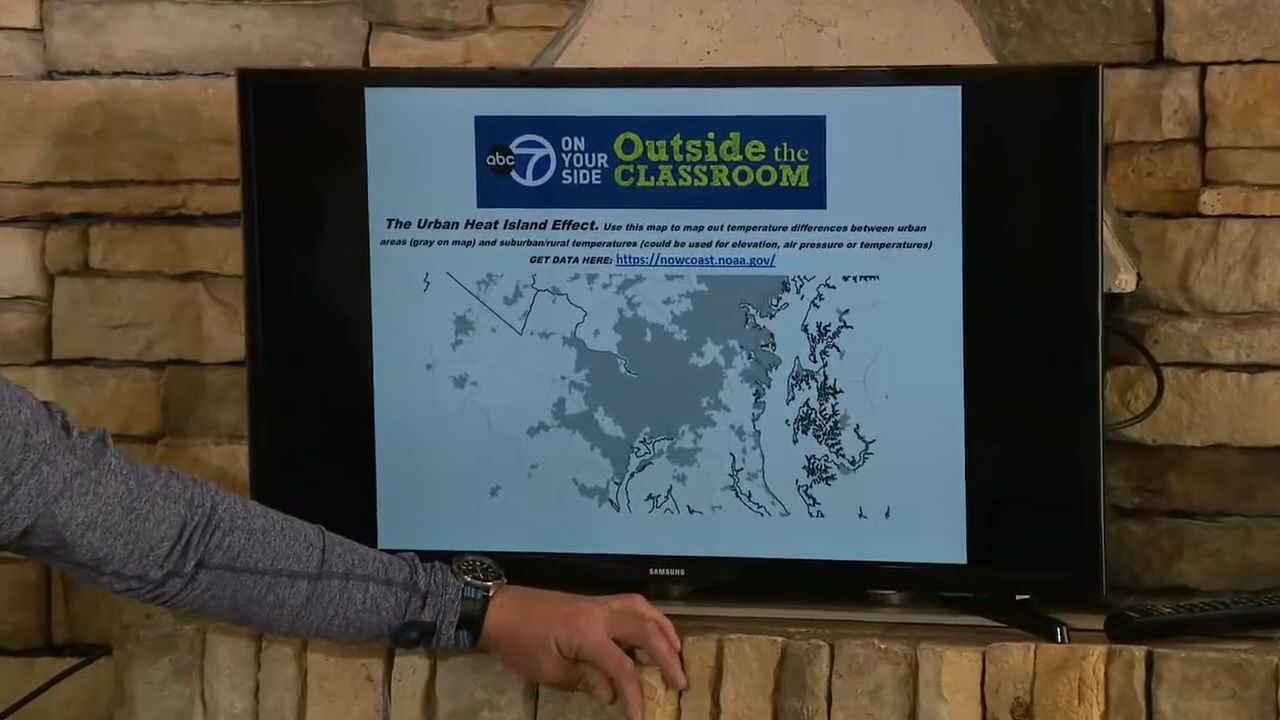 abc 7 ON YOUR SIDE Outside the CLASSROOM
The Urban Heat Island Effect. Use this map to map out temperature differences between urban
areas (gray on map) and suburban/rural temperatures (could be used for elevation, air pressure or temperatures)
GET DATA HERE: https://nowcoast.noaa.gov/
SAMSUNG